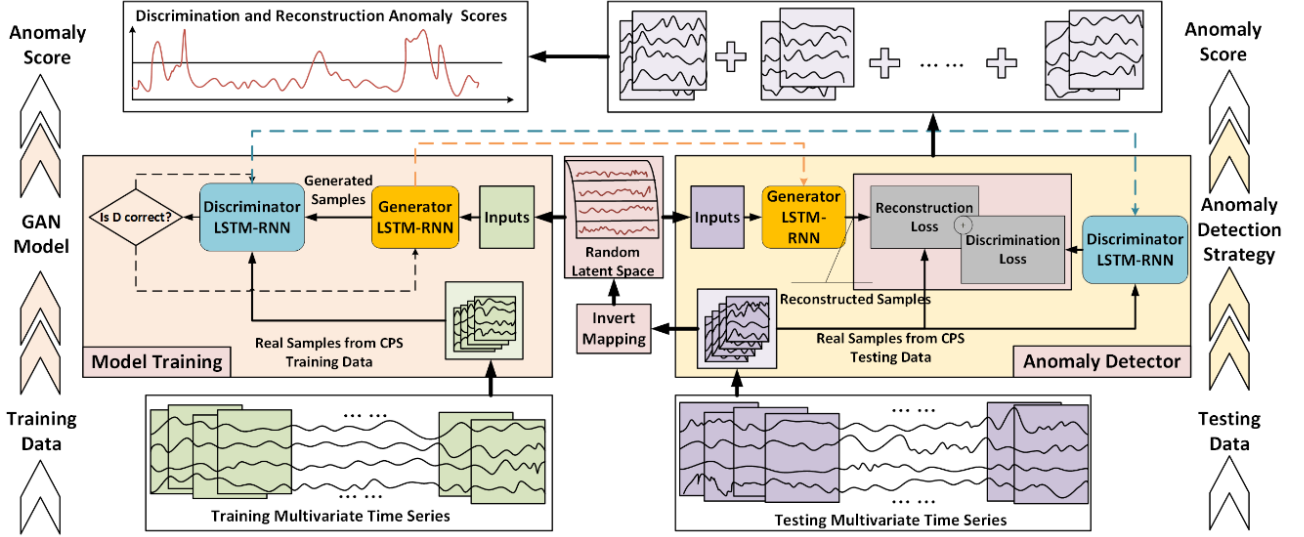 Anomaly
Score
GAN
Model
Training
Data
Discrimination and Reconstruction Anomaly Scores
... ...
Is D correct?
Discriminator
LSTM-RNN
Generated
Samples
Generator
LSTM-RNN
Inputs
Real Samples from CPS
Training Data
Model Training
Random
Latent Space
Invert
Mapping
Inputs
Generator
LSTM-
RNN
Reconstruction
Loss
Discrimination
Loss
Discriminator
LSTM-RNN
Reconstructed Samples
Real Samples from CPS
Testing Data
Anomaly Detector
... ...
... ...
Training Multivariate Time Series
... ...
... ...
Testing Multivariate Time Series
Anomaly
Score
Anomaly
Detection
Strategy
Testing
Data